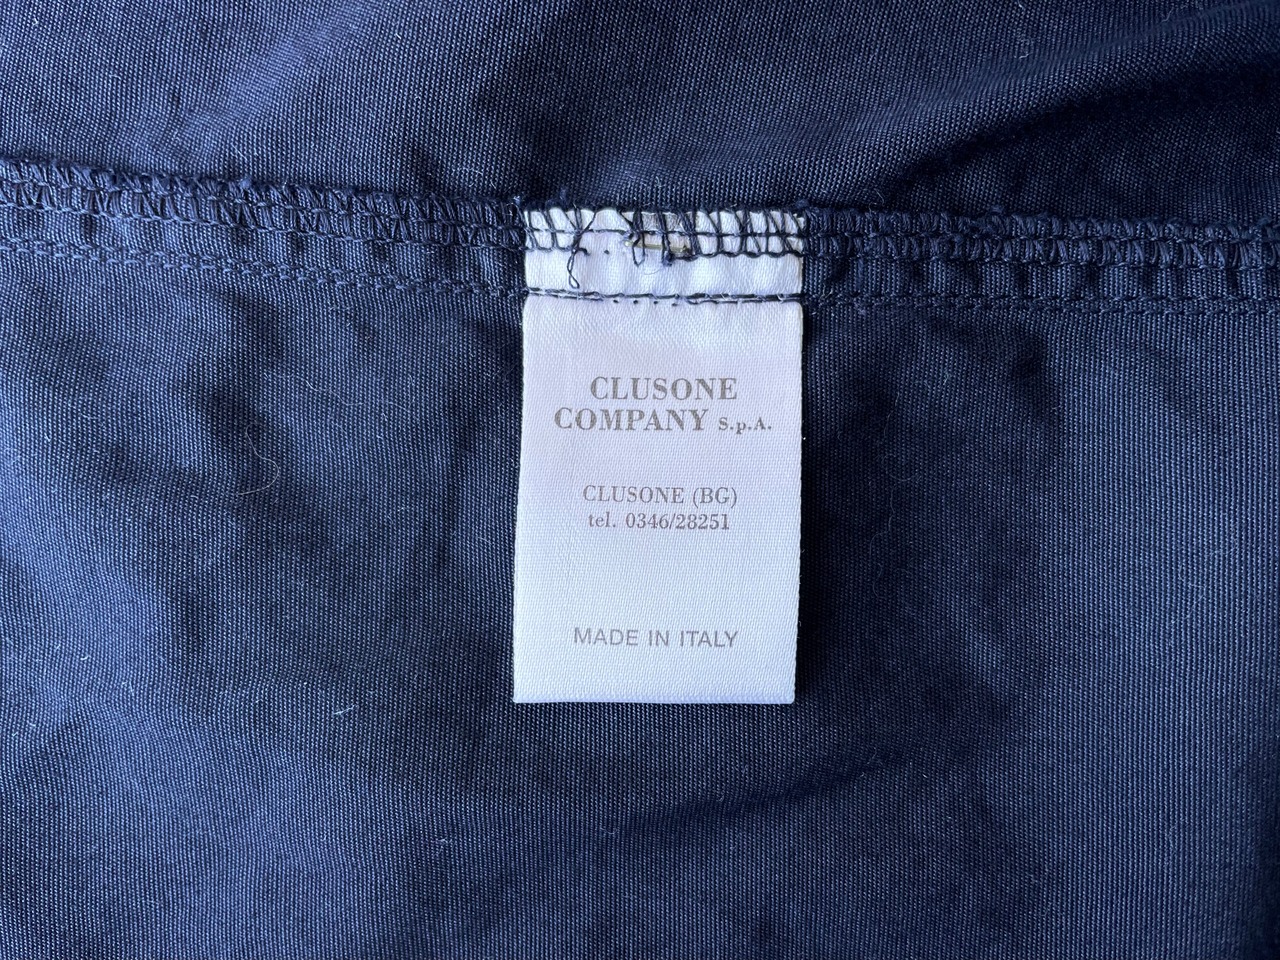 CLUSONE
COMPANY S.p.A.
CLUSONE (BG)
tel. 0346/28251
MADE IN ITALY